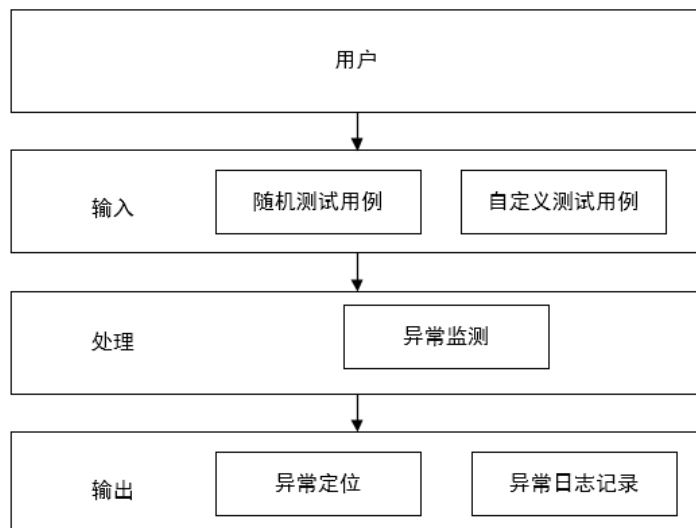 用户
输入
随机测试用例
自定义测试用例
处理
异常监测
输出
异常定位
异常日志记录